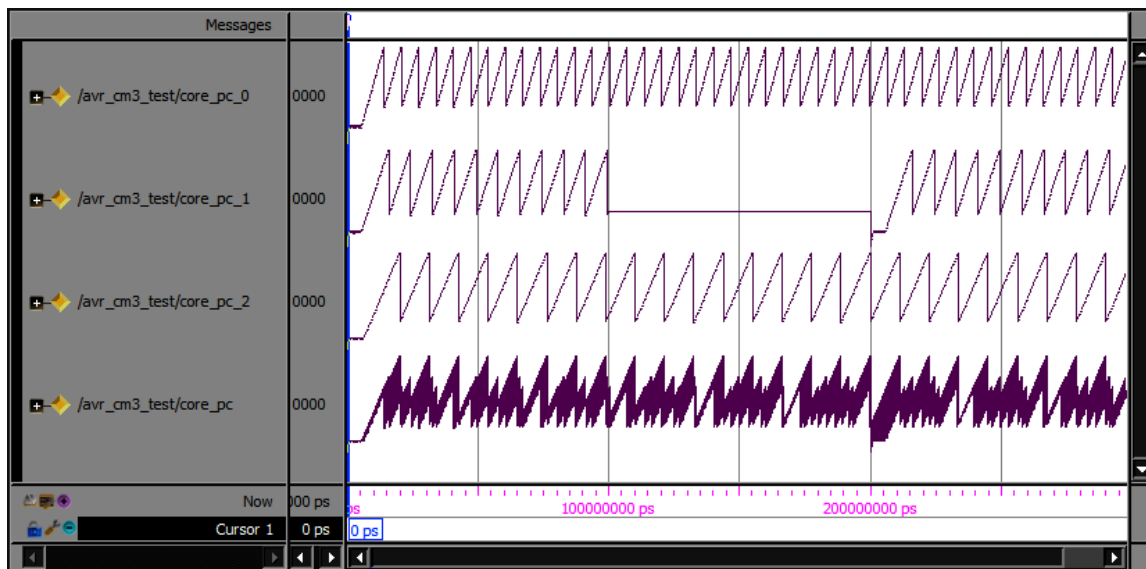 Messages
/avr_cm3_test/core_pc_0 0000
/avr_cm3_test/core_pc_1 0000
/avr_cm3_test/core_pc_2 0000
/avr_cm3_test/core_pc 0000
Now 000 ps ps 100000000 ps 200000000 ps
Cursor 1 0 ps 0 ps